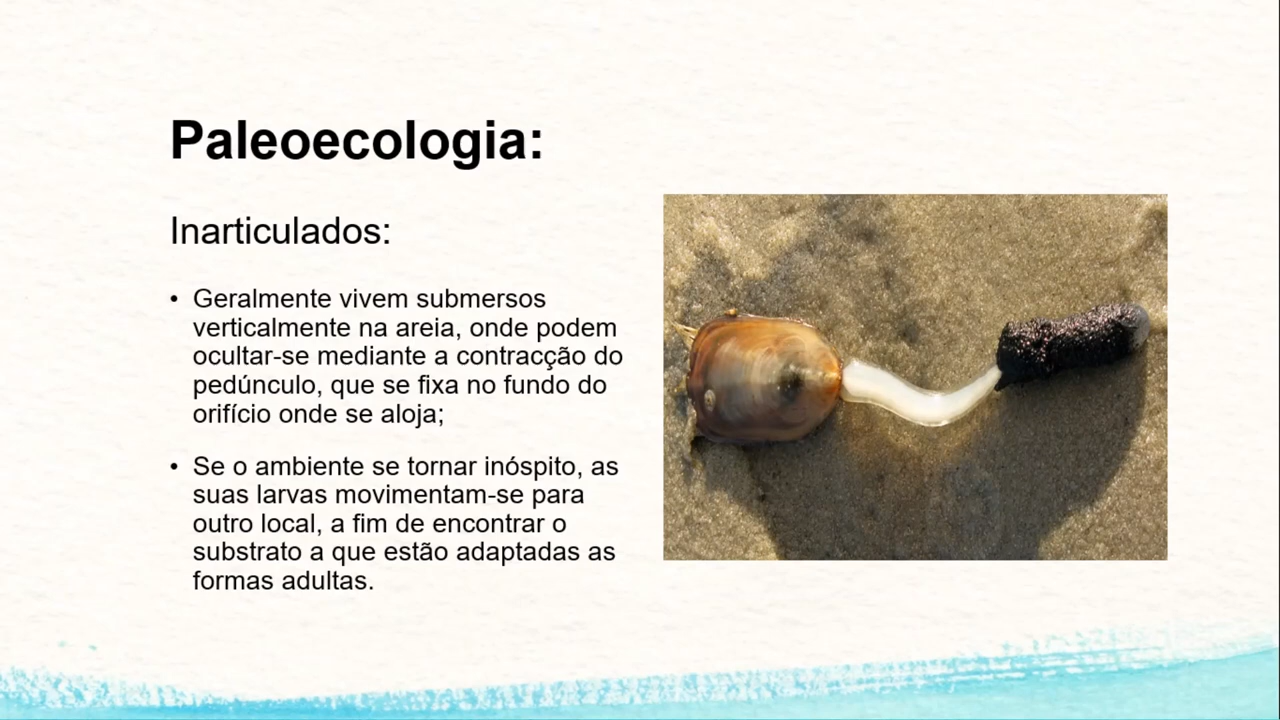 Paleoecologia:
Inarticulados:
• Geralmente vivem submersos
verticalmente na areia, onde podem
ocultar-se mediante a contracção do
pedúnculo, que se fixa no fundo do
orifício onde se aloja;
• Se o ambiente se tornar inóspito, as
suas larvas movimentam-se para
outro local, a fim de encontrar o
substrato a que estão adaptadas as
formas adultas.